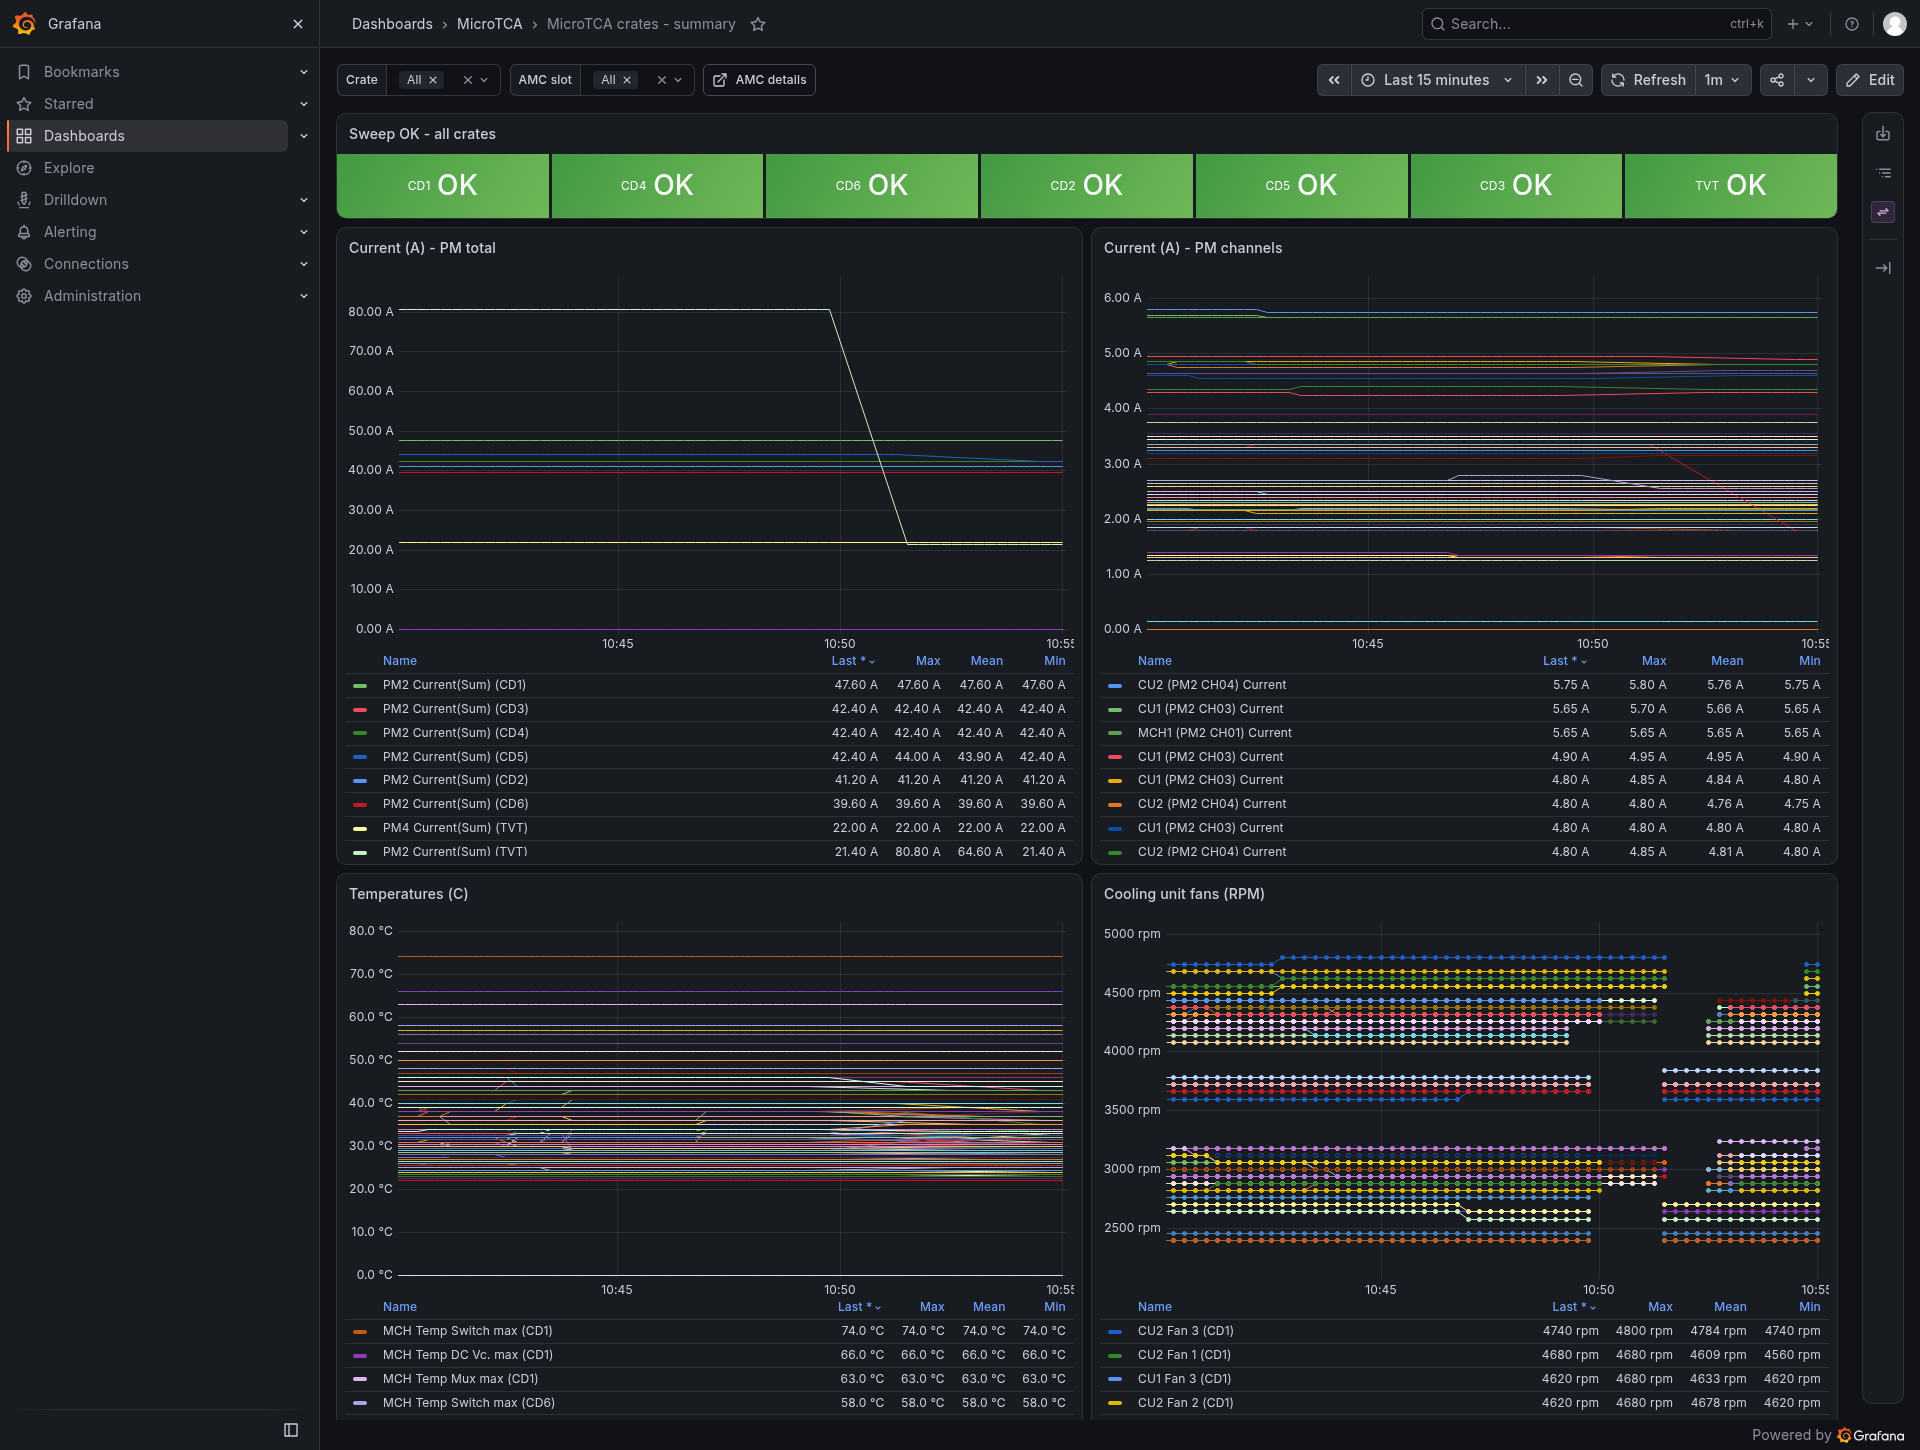 Grafana
Bookmarks
Starred
Dashboards
Explore
Drilldown
Alerting
Connections
Administration
Dashboards › MicroTCA › MicroTCA crates - summary
Search... ctrl+k
Crate All AMC slot All AMC details
Last 15 minutes Refresh 1m Edit
Sweep OK - all crates
CD1 OK CD4 OK CD6 OK CD2 OK CD5 OK CD3 OK TVT OK
Current (A) - PM total
80.00 A
70.00 A
60.00 A
50.00 A
40.00 A
30.00 A
20.00 A
10.00 A
0.00 A
10:45 10:50 10:55
Name Last * Max Mean Min
PM2 Current(Sum) (CD1) 47.60 A 47.60 A 47.60 A 47.60 A
PM2 Current(Sum) (CD3) 42.40 A 42.40 A 42.40 A 42.40 A
PM2 Current(Sum) (CD4) 42.40 A 42.40 A 42.40 A 42.40 A
PM2 Current(Sum) (CD5) 42.40 A 44.00 A 43.90 A 42.40 A
PM2 Current(Sum) (CD2) 41.20 A 41.20 A 41.20 A 41.20 A
PM2 Current(Sum) (CD6) 39.60 A 39.60 A 39.60 A 39.60 A
PM4 Current(Sum) (TVT) 22.00 A 22.00 A 22.00 A 22.00 A
PM2 Current(Sum) (TVT) 21.40 A 80.80 A 64.60 A 21.40 A
Current (A) - PM channels
6.00 A
5.00 A
4.00 A
3.00 A
2.00 A
1.00 A
0.00 A
10:45 10:50 10:55
Name Last * Max Mean Min
CU2 (PM2 CH04) Current 5.75 A 5.80 A 5.76 A 5.75 A
CU1 (PM2 CH03) Current 5.65 A 5.70 A 5.66 A 5.65 A
MCH1 (PM2 CH01) Current 5.65 A 5.65 A 5.65 A 5.65 A
CU1 (PM2 CH03) Current 4.90 A 4.95 A 4.95 A 4.90 A
CU1 (PM2 CH03) Current 4.80 A 4.85 A 4.84 A 4.80 A
CU2 (PM2 CH04) Current 4.80 A 4.80 A 4.76 A 4.75 A
CU1 (PM2 CH03) Current 4.80 A 4.80 A 4.80 A 4.80 A
CU2 (PM2 CH04) Current 4.80 A 4.85 A 4.81 A 4.80 A
Temperatures (C)
80.0 °C
70.0 °C
60.0 °C
50.0 °C
40.0 °C
30.0 °C
20.0 °C
10.0 °C
0.0 °C
10:45 10:50 10:55
Name Last * Max Mean Min
MCH Temp Switch max (CD1) 74.0 °C 74.0 °C 74.0 °C 74.0 °C
MCH Temp DC Vc. max (CD1) 66.0 °C 66.0 °C 66.0 °C 66.0 °C
MCH Temp Mux max (CD1) 63.0 °C 63.0 °C 63.0 °C 63.0 °C
MCH Temp Switch max (CD6) 58.0 °C 58.0 °C 58.0 °C 58.0 °C
Cooling unit fans (RPM)
5000 rpm
4500 rpm
4000 rpm
3500 rpm
3000 rpm
2500 rpm
10:45 10:50 10:55
Name Last * Max Mean Min
CU2 Fan 3 (CD1) 4740 rpm 4800 rpm 4784 rpm 4740 rpm
CU2 Fan 1 (CD1) 4680 rpm 4680 rpm 4609 rpm 4560 rpm
CU1 Fan 3 (CD1) 4620 rpm 4680 rpm 4633 rpm 4620 rpm
CU2 Fan 2 (CD1) 4620 rpm 4680 rpm 4678 rpm 4620 rpm
Powered by Grafana